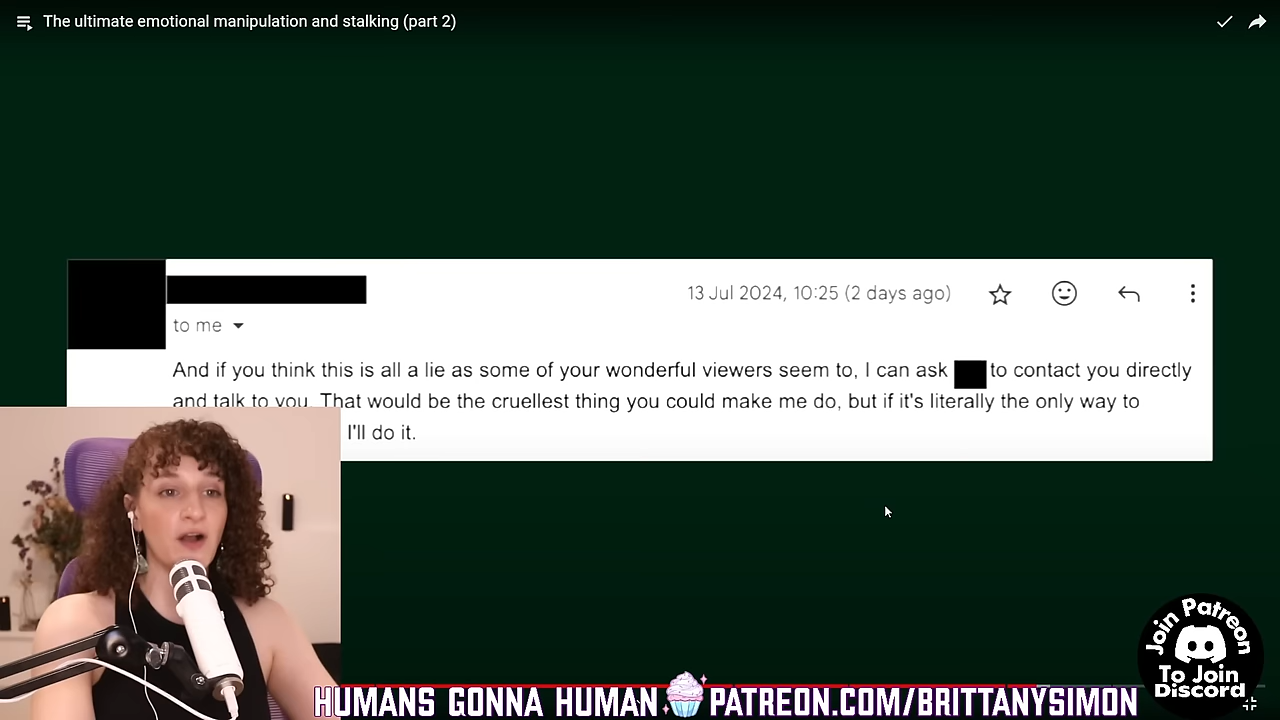 The ultimate emotional manipulation and stalking (part 2)
13 Jul 2024, 10:25 (2 days ago)
to me
And if you think this is all a lie as some of your wonderful viewers seem to, I can ask to contact you directly
and talk to you. That would be the cruellest thing you could make me do, but if it's literally the only way to
I'll do it.
Join Patreon
To Join
Discord
HUMANS GONNA HUMAN PATREON.COM/BRITTANYSIMON